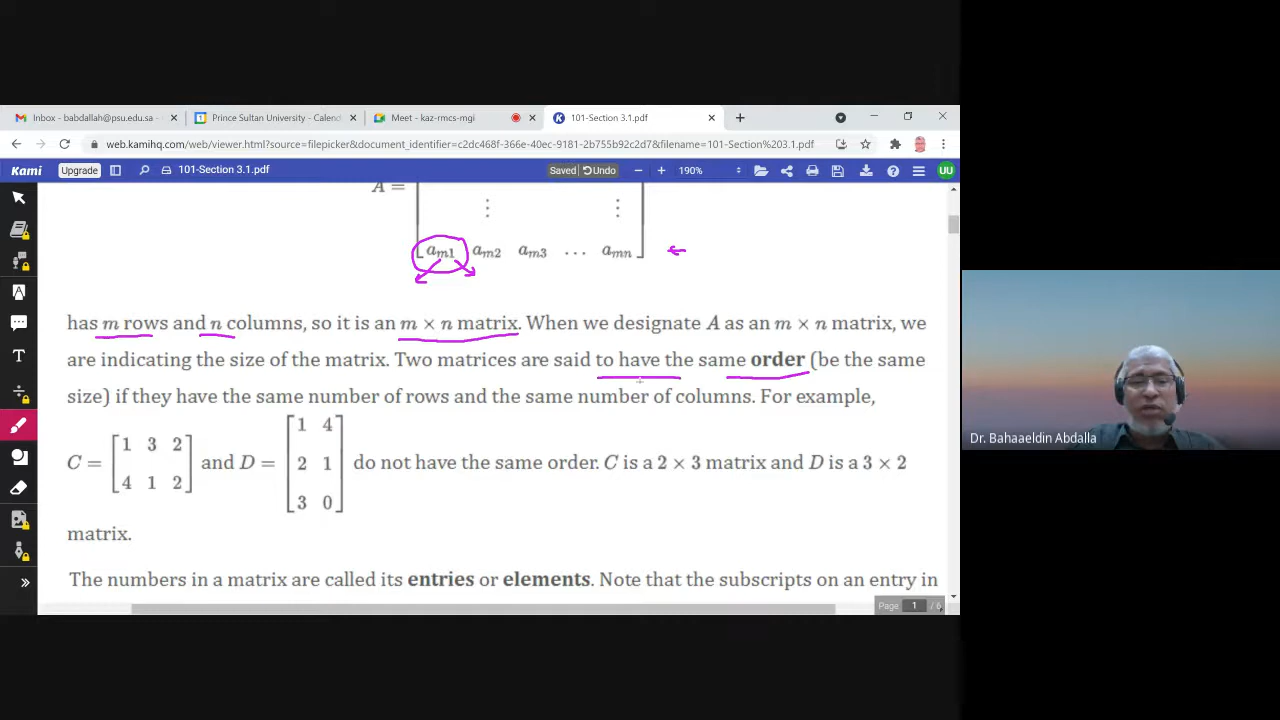 Inbox - babdallah@psu.edu.sa -
Prince Sultan University - Calend
Meet - kaz-rmcs-mgi
101-Section 3.1.pdf
web.kamihq.com/web/viewer.html?source=filepicker&document_identifier=c2dc468f-366e-40ec-9181-2b755b92c2d7&filename=101-Section%203.1.pdf
Kami Upgrade 101-Section 3.1.pdf Saved Undo 190% UU
A =
⋮ ⋮
a_m1 a_m2 a_m3 … a_mn
has m rows and n columns, so it is an m × n matrix. When we designate A as an m × n matrix, we
are indicating the size of the matrix. Two matrices are said to have the same order (be the same
size) if they have the same number of rows and the same number of columns. For example,
C = [1 3 2; 4 1 2] and D = [1 4; 2 1; 3 0] do not have the same order. C is a 2 × 3 matrix and D is a 3 × 2
matrix.
The numbers in a matrix are called its entries or elements. Note that the subscripts on an entry in
Page 1 / 6
Dr. Bahaaeldin Abdalla